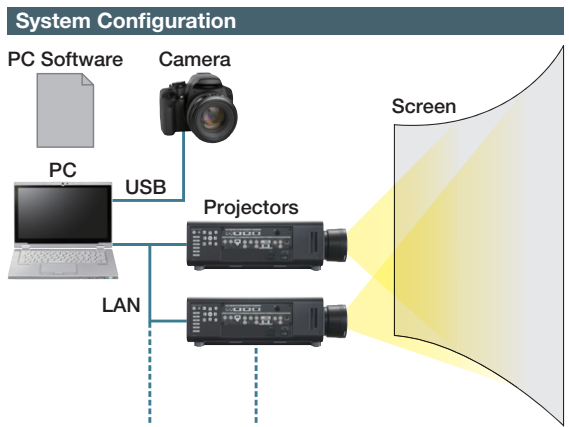 System Configuration
PC Software
Camera
Screen
PC
USB
Projectors
LAN